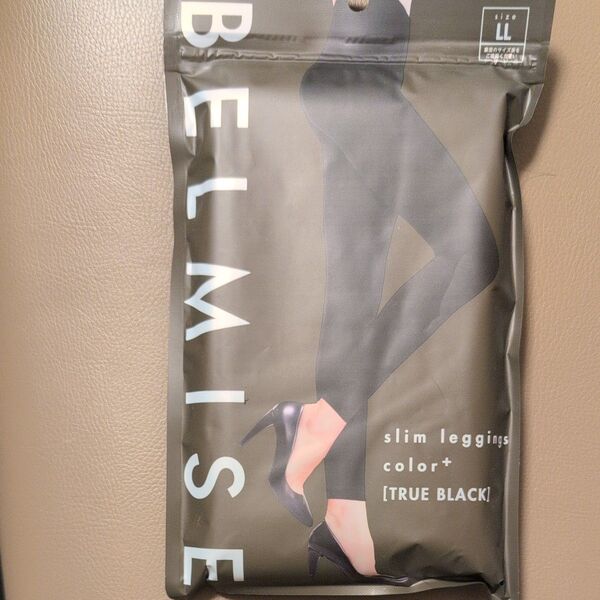 BELMISE
size
LL
slim leggings
color+
[TRUE BLACK]